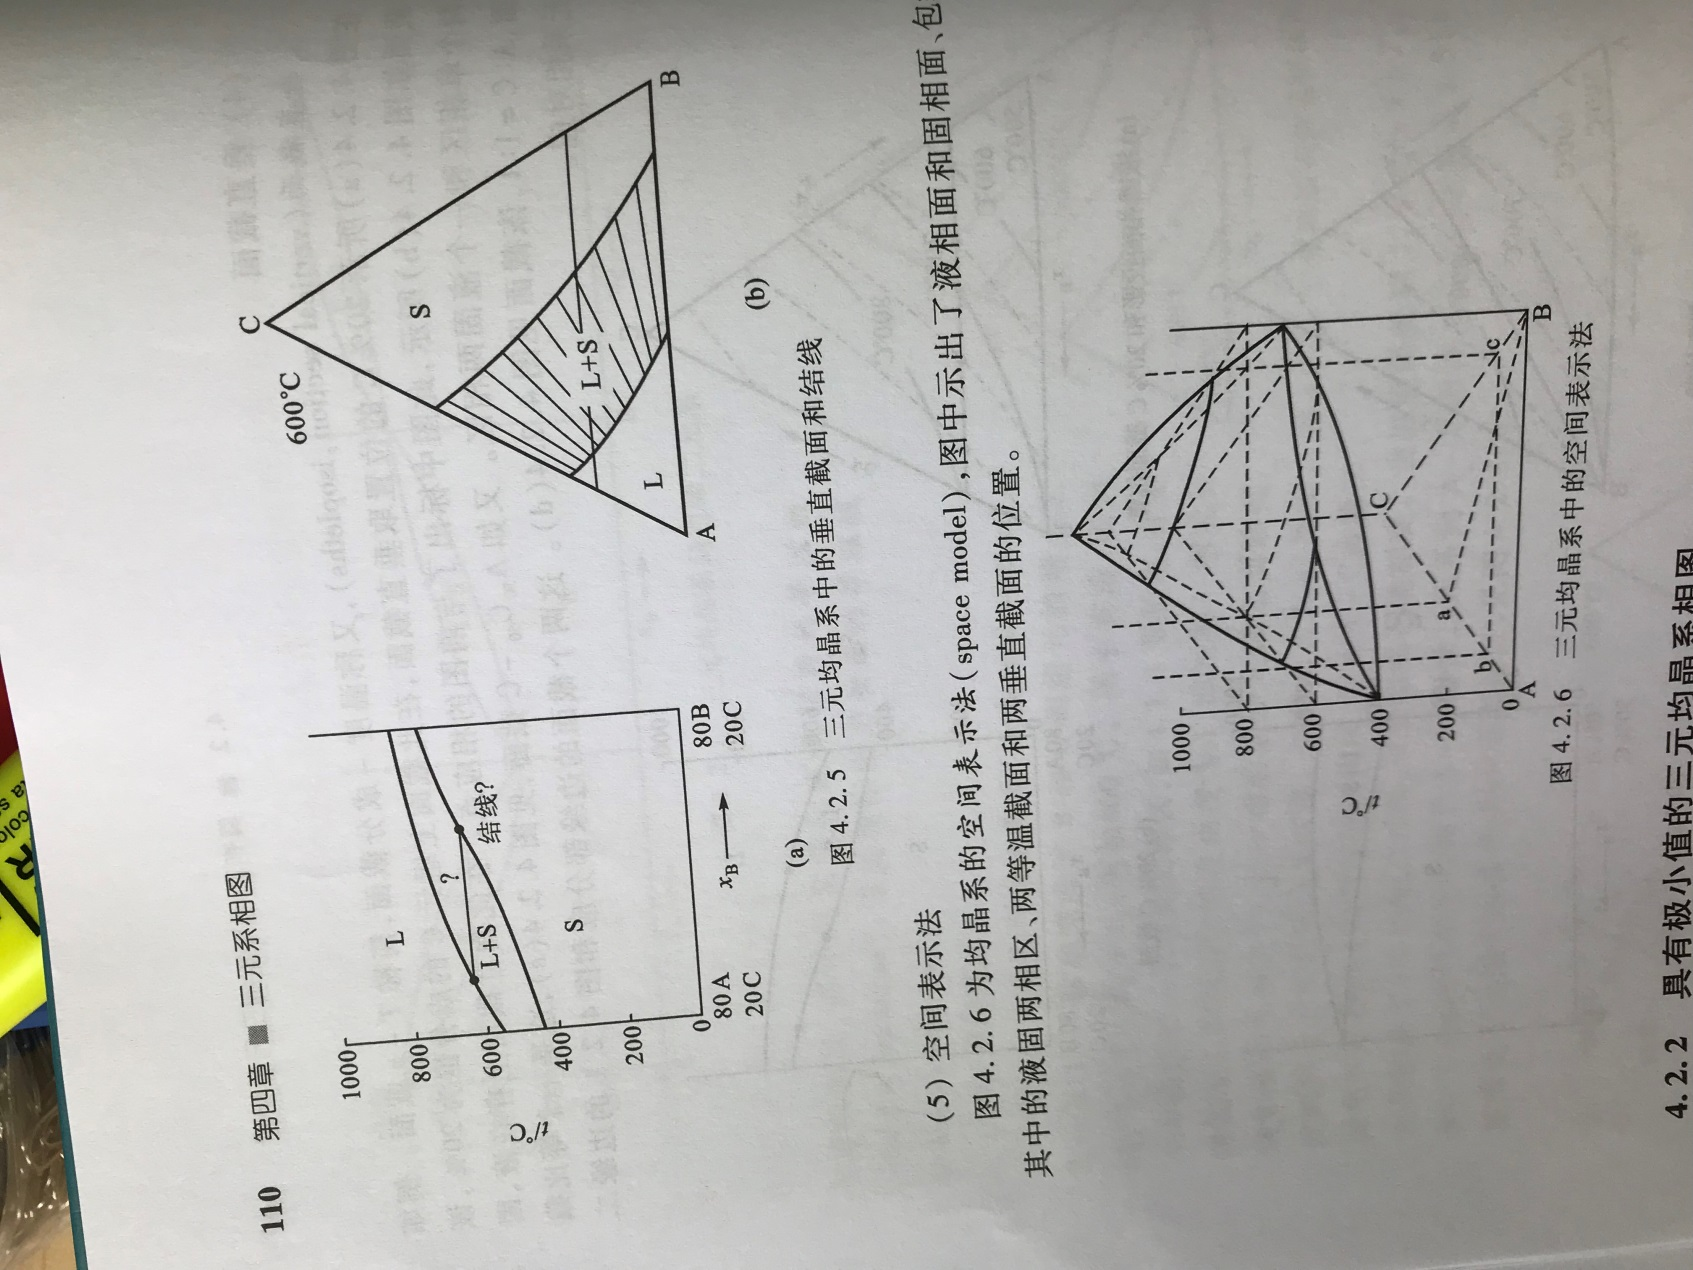 110 第四章 ■ 三元系相图
1000
800
600
400
200
0
t/℃
L
L+S
?
结线?
S
80A
20C
xB
80B
20C
(a)
600℃
C
S
L+S
L
A
B
(b)
图 4.2.5 三元均晶系中的垂直截面和结线
(5) 空间表示法
图 4.2.6 为均晶系的空间表示法(space model),图中示出了液相面和固相面、包
其中的液固两相区、两等温截面和两垂直截面的位置。
1000
800
600
400
200
0
t/℃
C
a
b
c
A
B
图 4.2.6 三元均晶系中的空间表示法
4.2.2 具有极小值的三元均晶系相图